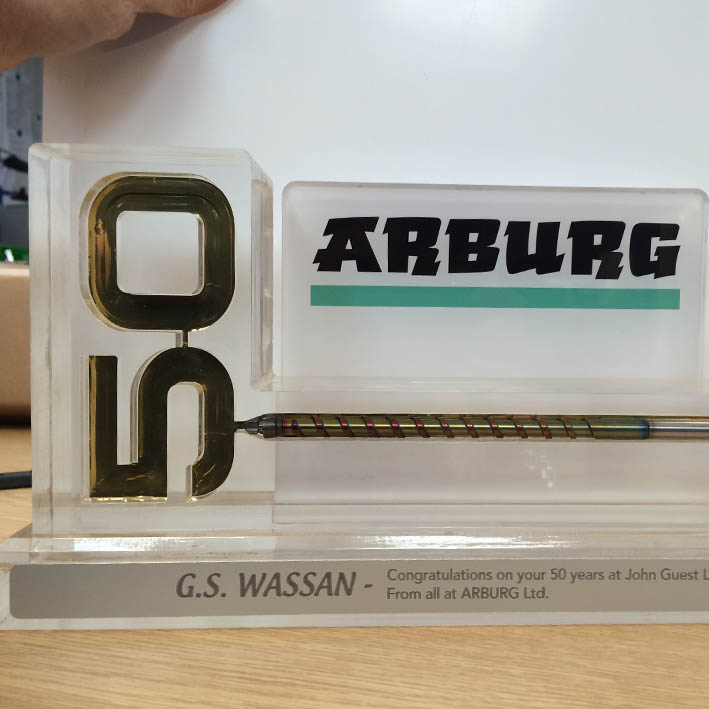 50
ARBURG
G.S. WASSAN -
Congratulations on your 50 years at John Guest L
From all at ARBURG Ltd.